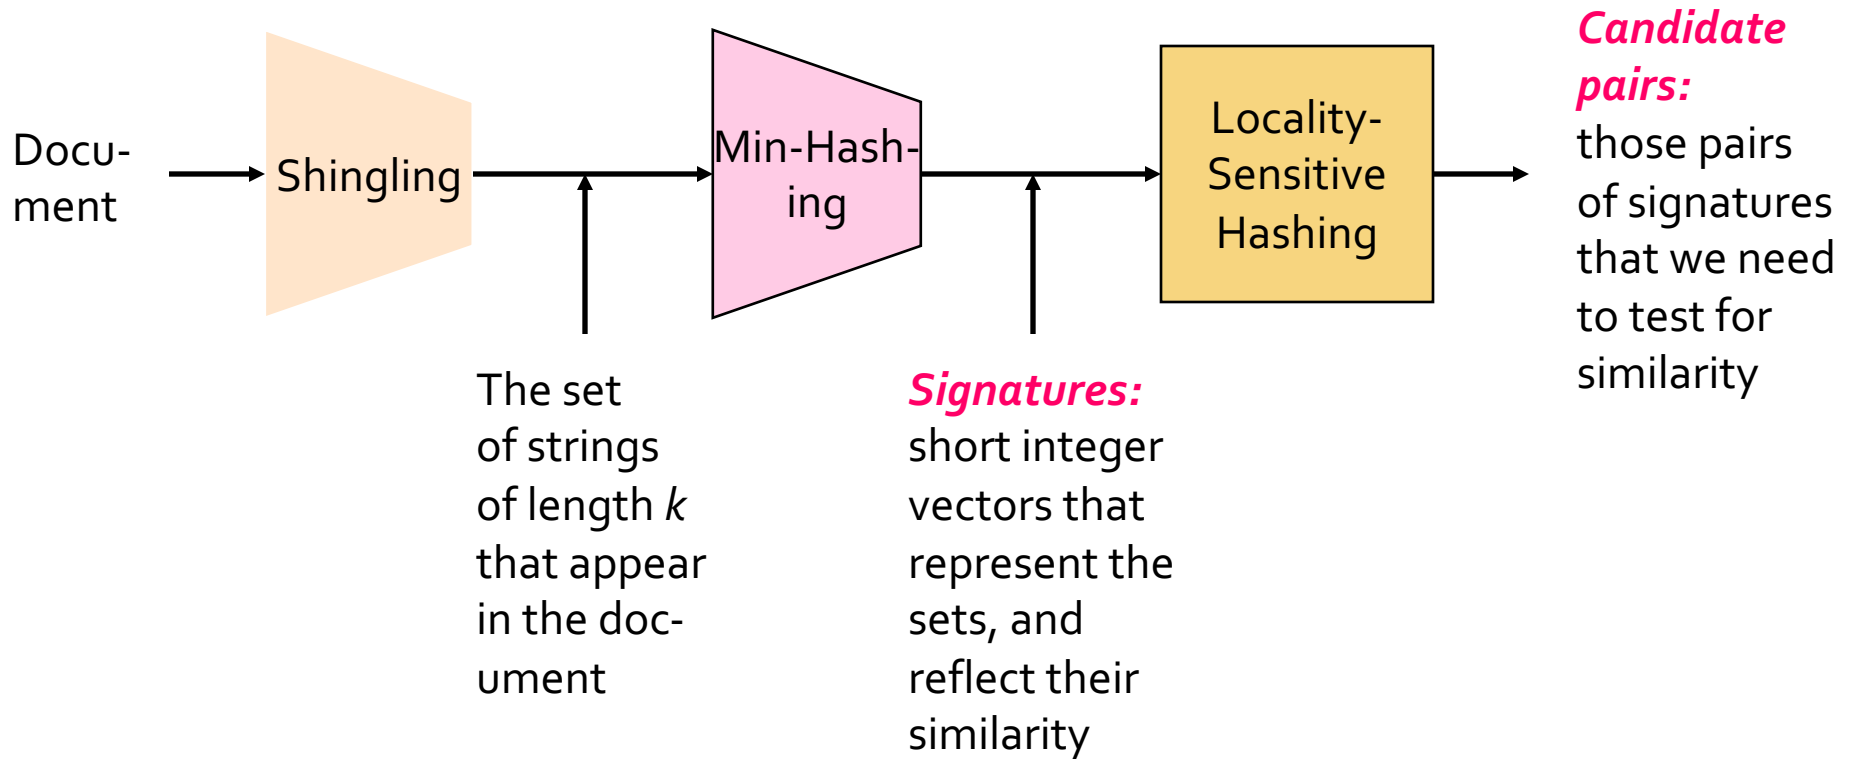 Docu-
ment
Shingling
The set
of strings
of length k
that appear
in the doc-
ument
Min-Hash-
ing
Signatures:
short integer
vectors that
represent the
sets, and
reflect their
similarity
Locality-
Sensitive
Hashing
Candidate
pairs:
those pairs
of signatures
that we need
to test for
similarity